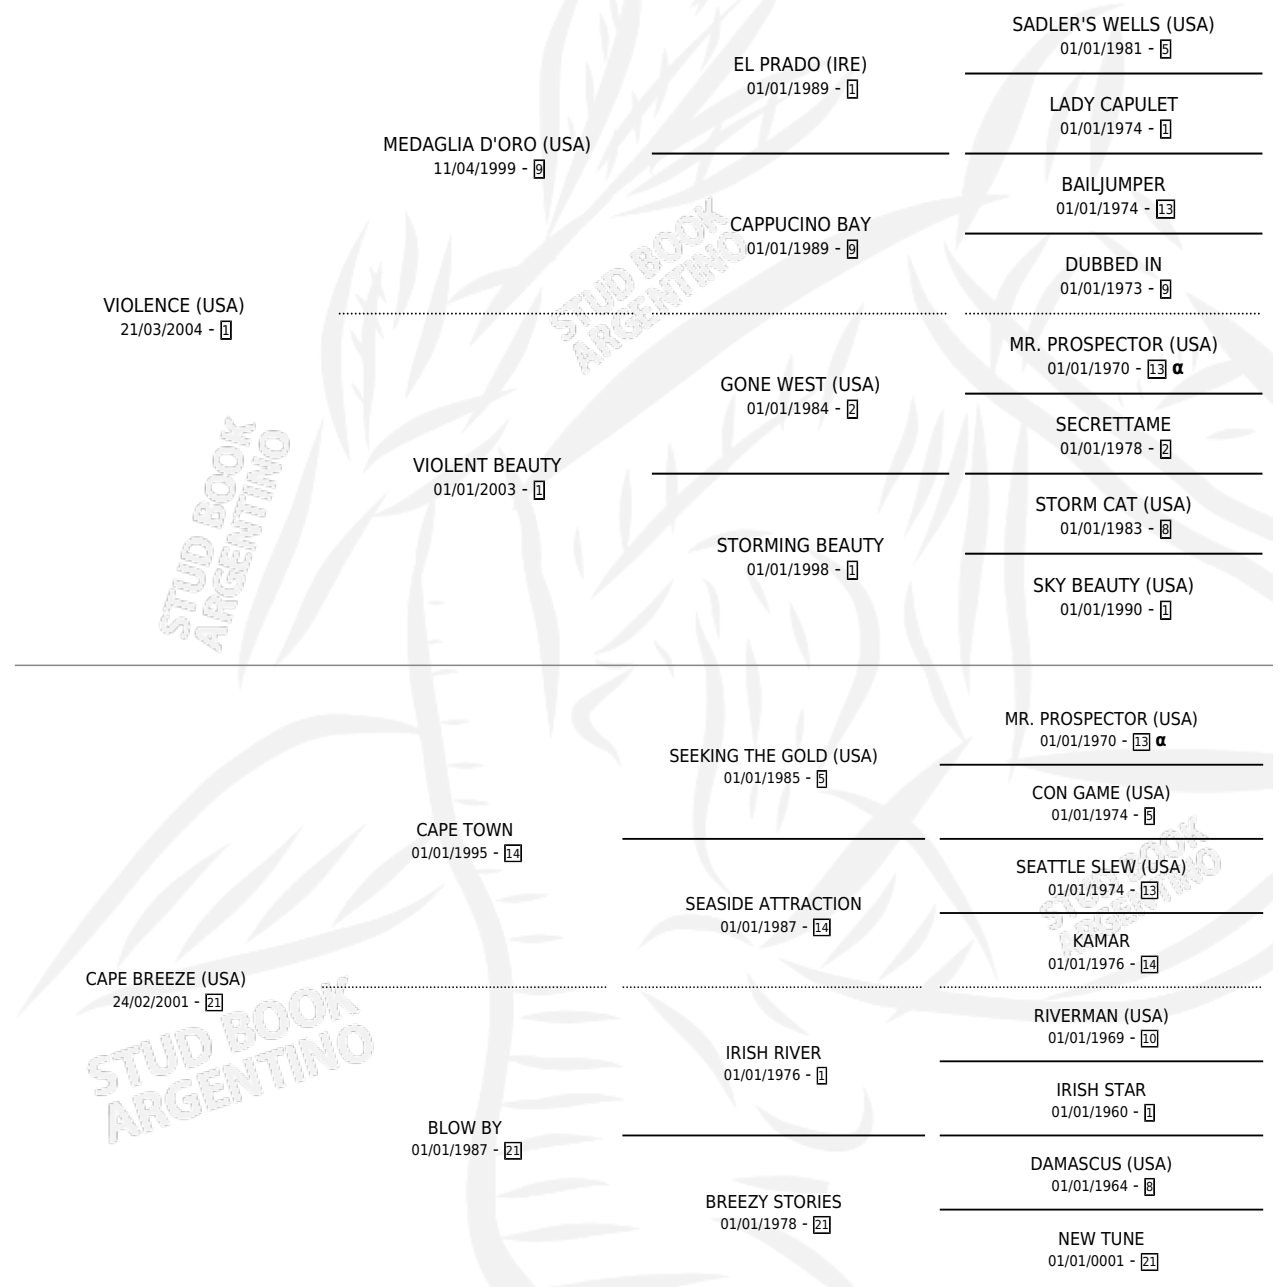 SADLER'S WELLS (USA)
01/01/1981 - 5
EL PRADO (IRE)
01/01/1989 - 1
LADY CAPULET
01/01/1974 - 1
MEDAGLIA D'ORO (USA)
11/04/1999 - 9
BAILJUMPER
01/01/1974 - 13
CAPPUCINO BAY
01/01/1989 - 9
DUBBED IN
01/01/1973 - 9
VIOLENCE (USA)
21/03/2004 - 1
MR. PROSPECTOR (USA)
01/01/1970 - 13 α
GONE WEST (USA)
01/01/1984 - 2
SECRETTAME
01/01/1978 - 2
VIOLENT BEAUTY
01/01/2003 - 1
STORM CAT (USA)
01/01/1983 - 8
STORMING BEAUTY
01/01/1998 - 1
SKY BEAUTY (USA)
01/01/1990 - 1
MR. PROSPECTOR (USA)
01/01/1970 - 13 α
SEEKING THE GOLD (USA)
01/01/1985 - 5
CON GAME (USA)
01/01/1974 - 5
CAPE TOWN
01/01/1995 - 14
SEATTLE SLEW (USA)
01/01/1974 - 13
SEASIDE ATTRACTION
01/01/1987 - 14
KAMAR
01/01/1976 - 14
CAPE BREEZE (USA)
24/02/2001 - 21
RIVERMAN (USA)
01/01/1969 - 10
IRISH RIVER
01/01/1976 - 1
IRISH STAR
01/01/1960 - 1
BLOW BY
01/01/1987 - 21
DAMASCUS (USA)
01/01/1964 - 8
BREEZY STORIES
01/01/1978 - 21
NEW TUNE
01/01/0001 - 21
STUD BOOK
ARGENTINO
STUD BOOK
ARGENTINO
STUD BOOK
ARGENTINO
STUD BOOK
ARGENTINO